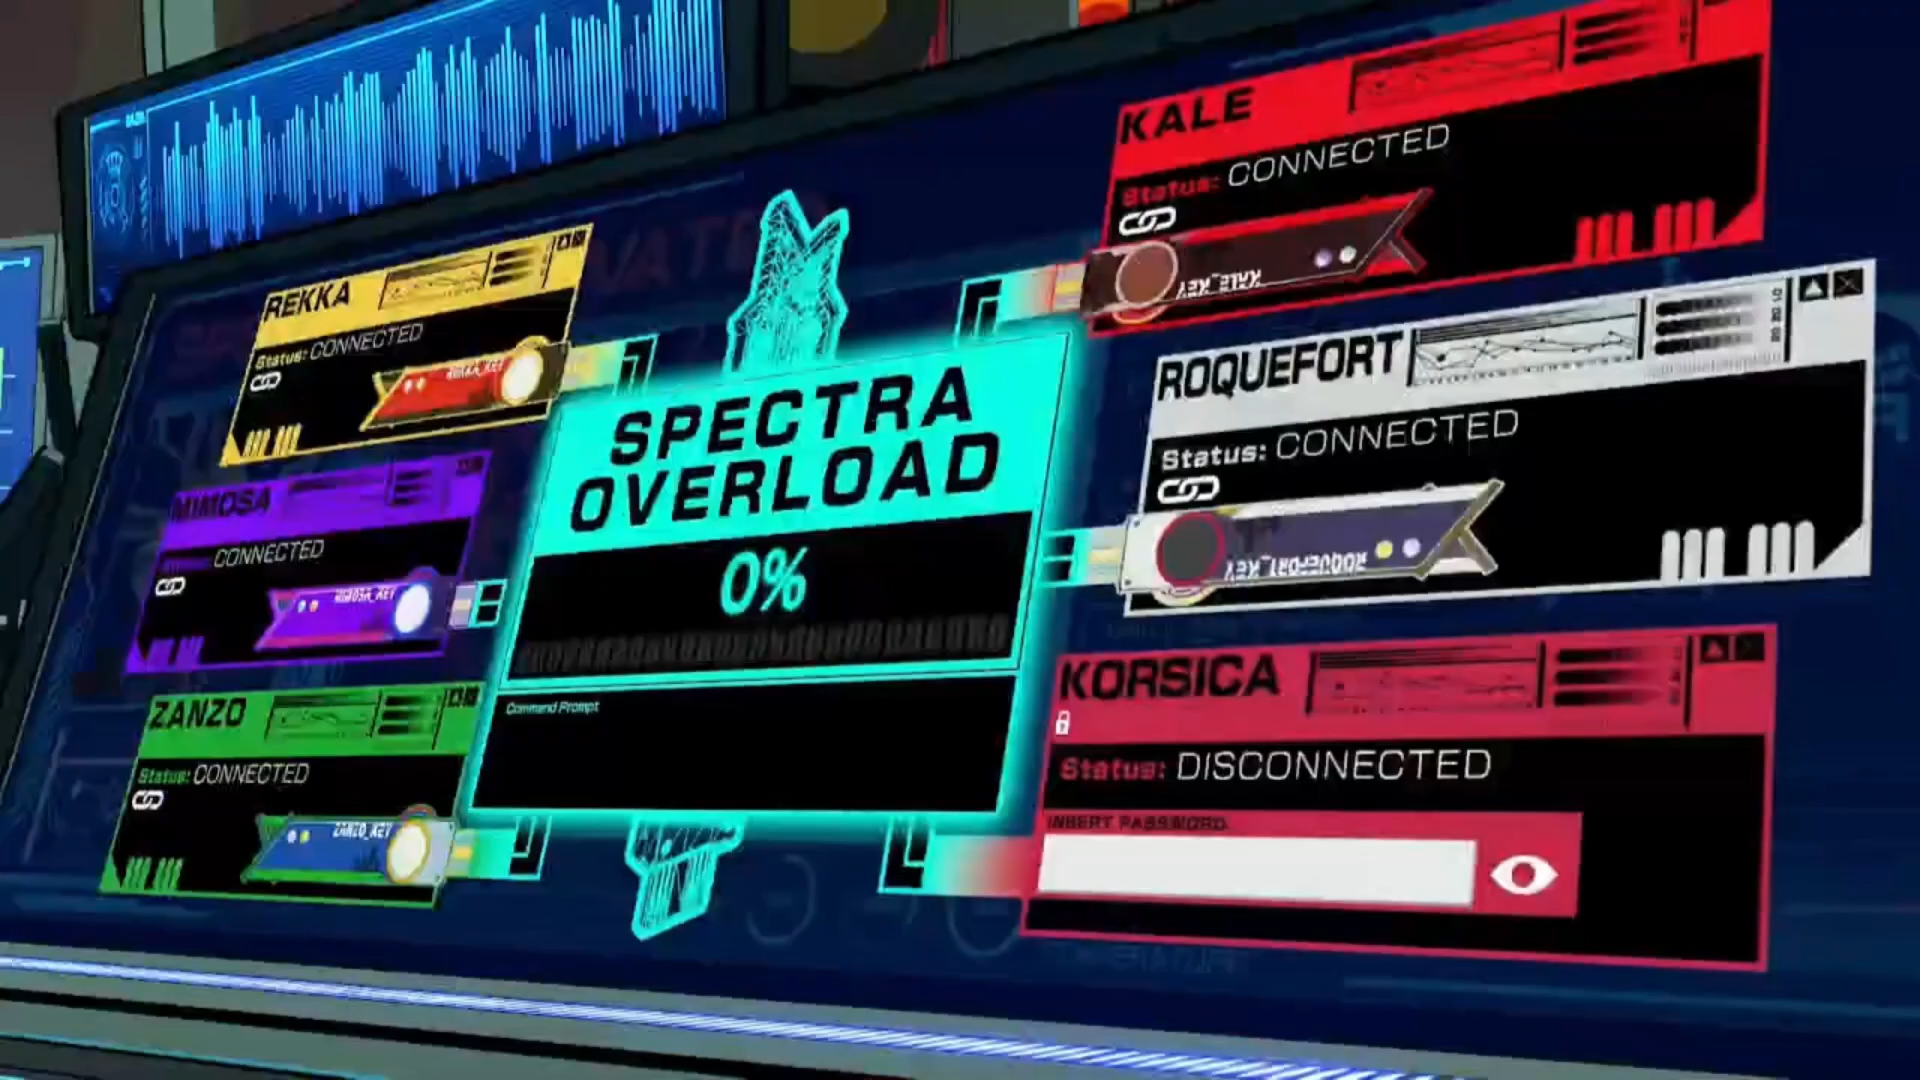 REKKA
Status: CONNECTED
REKKA_KEY
MIMOSA
CONNECTED
MIMOSA_KEY
ZANZO
Status: CONNECTED
ZANZO_KEY
SPECTRA
OVERLOAD
0%
Command Prompt
KALE
Status: CONNECTED
KALE_KEY
ROQUEFORT
Status: CONNECTED
ROQUEFORT_KEY
KORSICA
Status: DISCONNECTED
INSERT PASSWORD